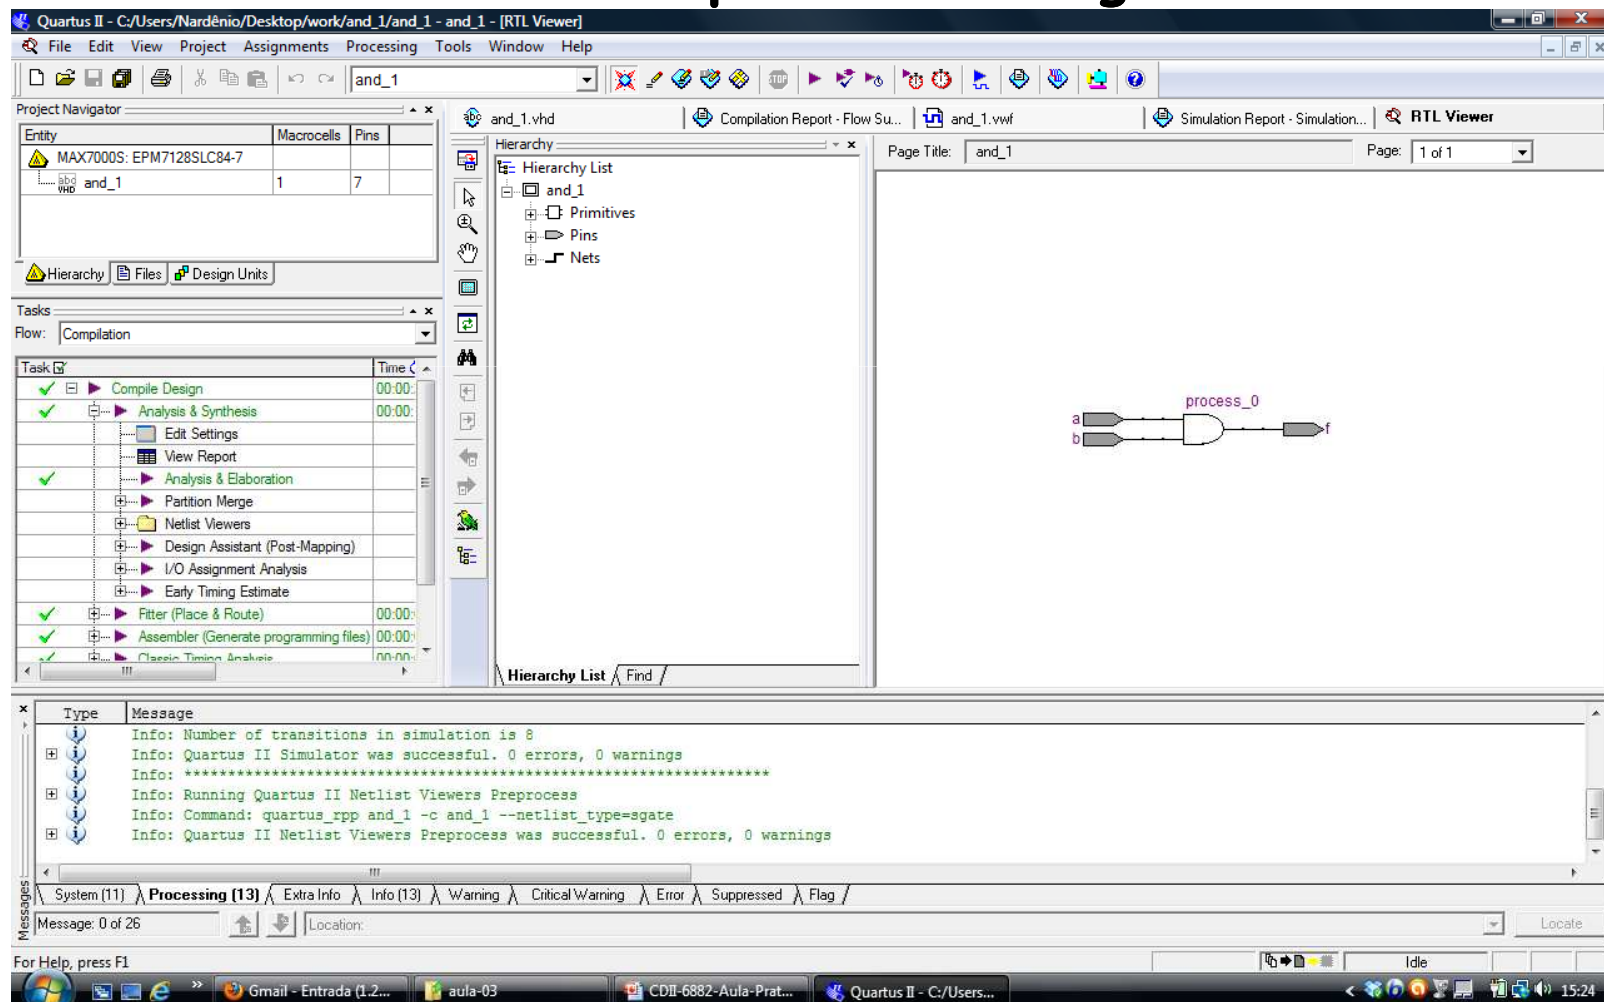 Quartus II - C:/Users/Nardênio/Desktop/work/and_1/and_1 - and_1 - [RTL Viewer]
File Edit View Project Assignments Processing Tools Window Help
and_1
Project Navigator
Entity Macrocells Pins
MAX7000S: EPM7128SLC84-7
and_1 1 7
Hierarchy Files Design Units
Tasks
Flow: Compilation
Task Time
Compile Design 00:00:
Analysis & Synthesis 00:00:
Edit Settings
View Report
Analysis & Elaboration
Partition Merge
Netlist Viewers
Design Assistant (Post-Mapping)
I/O Assignment Analysis
Early Timing Estimate
Fitter (Place & Route) 00:00:
Assembler (Generate programming files) 00:00:
Classic Timing Analysis 00:00:
and_1.vhd Compilation Report - Flow Su... and_1.vwf Simulation Report - Simulation... RTL Viewer
Hierarchy
Hierarchy List
and_1
Primitives
Pins
Nets
Hierarchy List Find
Page Title: and_1 Page: 1 of 1
process_0
a
b
f
Type Message
Info: Number of transitions in simulation is 8
Info: Quartus II Simulator was successful. 0 errors, 0 warnings
Info: *******************************************************************
Info: Running Quartus II Netlist Viewers Preprocess
Info: Command: quartus_rpp and_1 -c and_1 --netlist_type=sgate
Info: Quartus II Netlist Viewers Preprocess was successful. 0 errors, 0 warnings
System (11) Processing (13) Extra Info Info (13) Warning Critical Warning Error Suppressed Flag
Messages
Message: 0 of 26 Location: Locate
For Help, press F1 Idle
Gmail - Entrada (1.2... aula-03 CDII-6882-Aula-Prat... Quartus II - C:/Users... 15:24